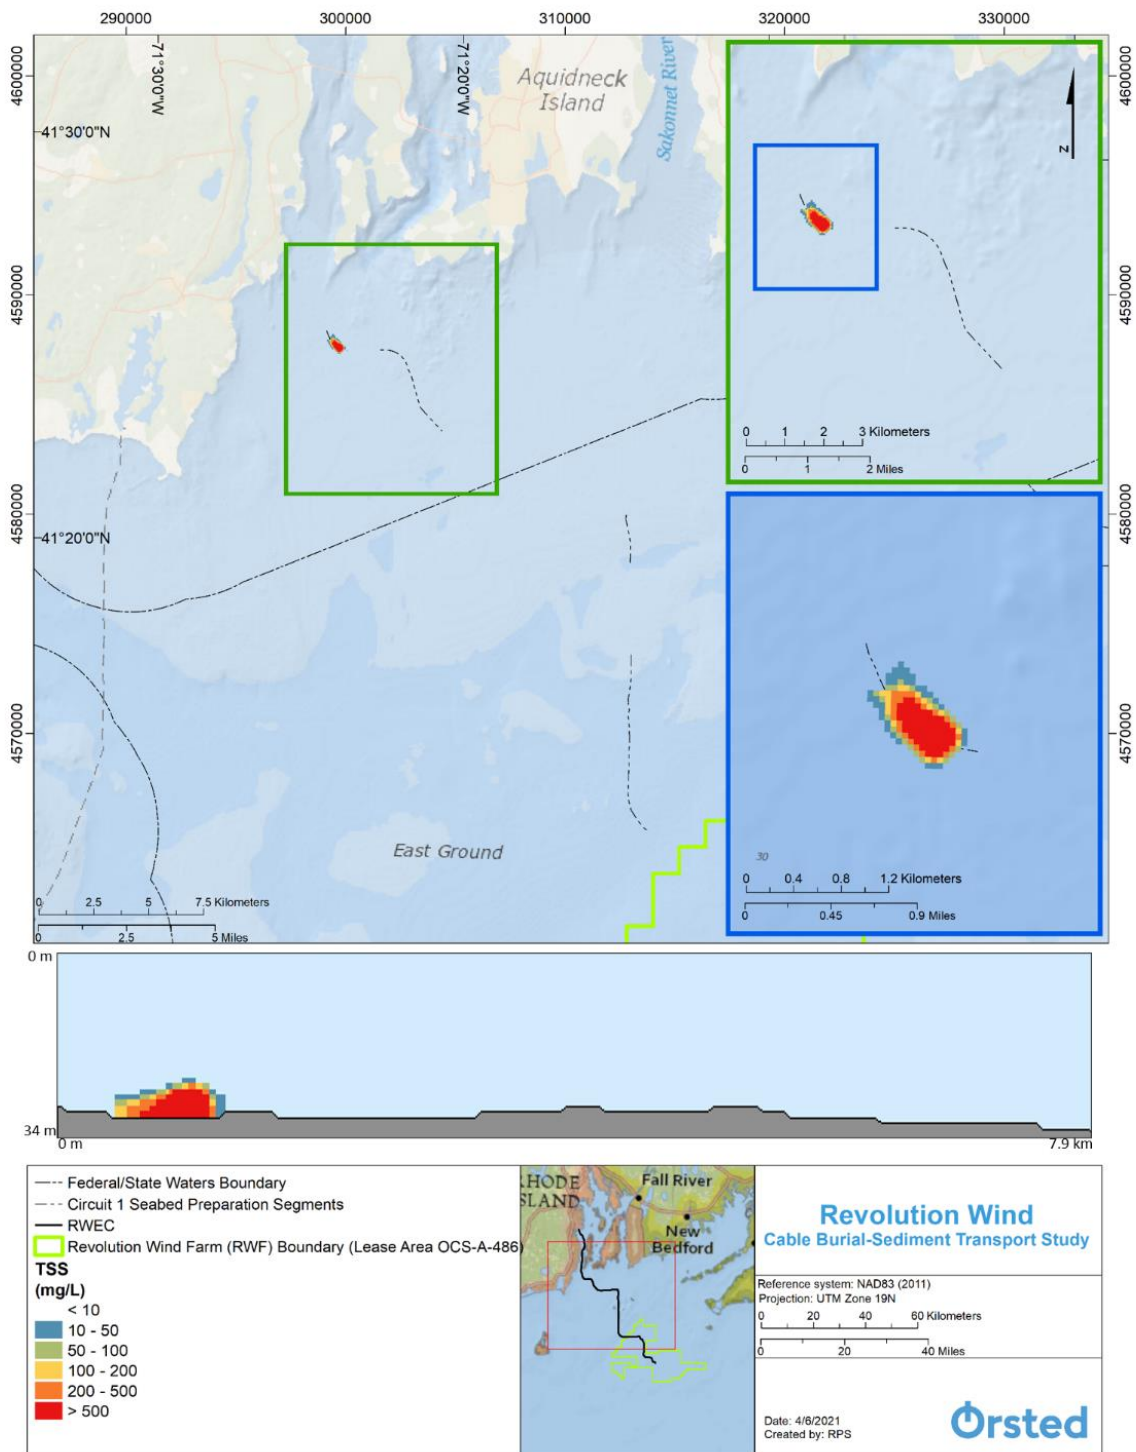 290000 300000 310000 320000 330000
4600000
4590000
4580000
4570000
71°30'0"W
71°20'0"W
41°30'0"N
41°20'0"N
Aquidneck
Island
Sakonnet River
East Ground
0 2.5 5 7.5 Kilometers
0 2.5 5 Miles
N
0 1 2 3 Kilometers
0 1 2 Miles
30
0 0.4 0.8 1.2 Kilometers
0 0.45 0.9 Miles
4600000
4590000
4580000
4570000
0 m
34 m
0 m 7.9 km
Federal/State Waters Boundary
Circuit 1 Seabed Preparation Segments
RWEC
Revolution Wind Farm (RWF) Boundary (Lease Area OCS-A-486)
TSS
(mg/L)
< 10
10 - 50
50 - 100
100 - 200
200 - 500
> 500
RHODE
ISLAND
Fall River
New
Bedford
Revolution Wind
Cable Burial-Sediment Transport Study
Reference system: NAD83 (2011)
Projection: UTM Zone 19N
0 20 40 60 Kilometers
0 20 40 Miles
Date: 4/6/2021
Created by: RPS
Ørsted